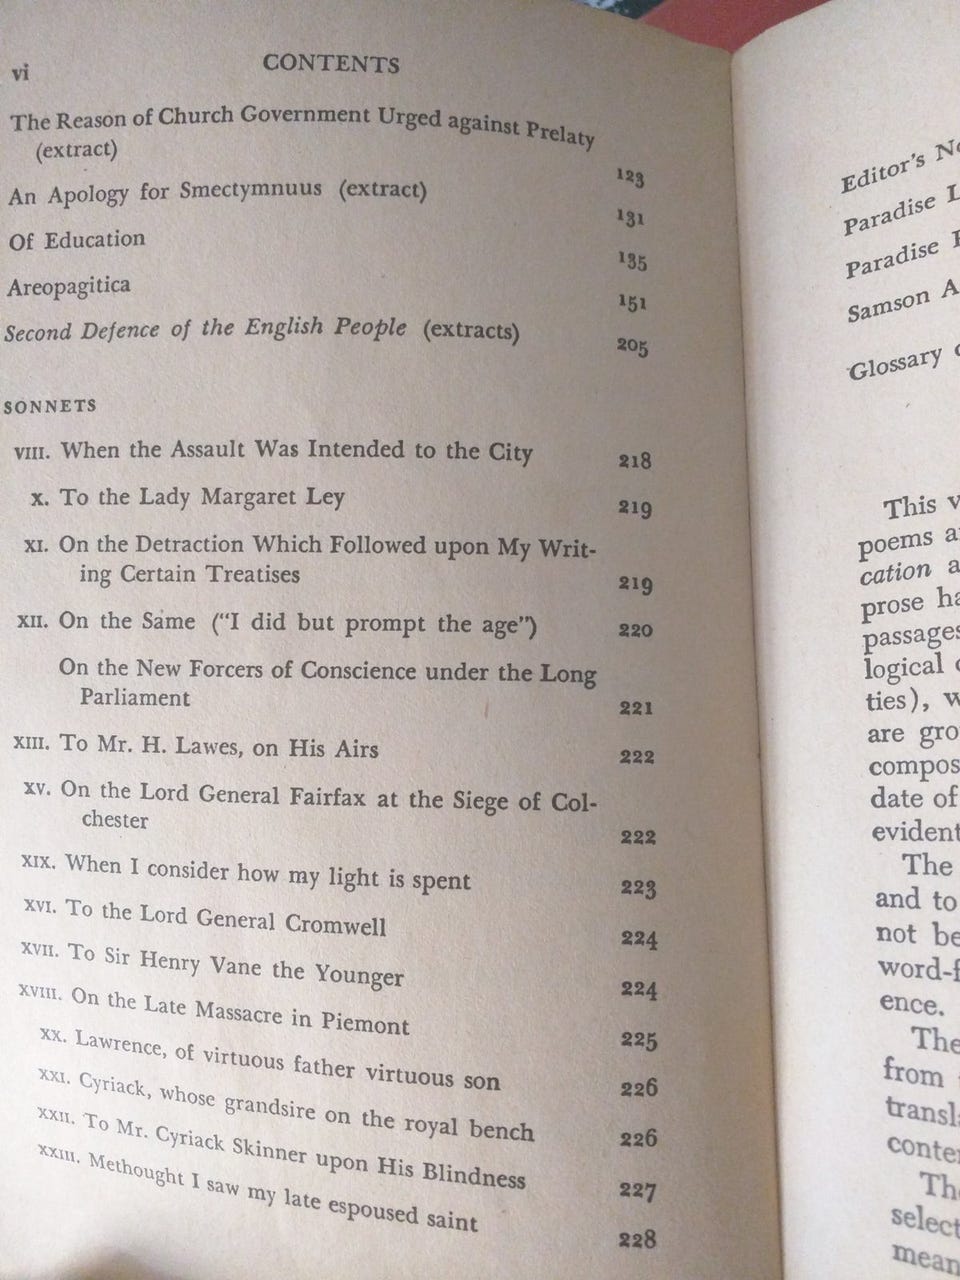 vi
CONTENTS
The Reason of Church Government Urged against Prelaty
(extract) 123
An Apology for Smectymnuus (extract) 131
Of Education 135
Areopagitica 151
Second Defence of the English People (extracts) 205
SONNETS
VIII. When the Assault Was Intended to the City 218
X. To the Lady Margaret Ley 219
XI. On the Detraction Which Followed upon My Writ-
ing Certain Treatises 219
XII. On the Same ("I did but prompt the age") 220
On the New Forcers of Conscience under the Long
Parliament 221
XIII. To Mr. H. Lawes, on His Airs 222
XV. On the Lord General Fairfax at the Siege of Col-
chester 222
XIX. When I consider how my light is spent 223
XVI. To the Lord General Cromwell 224
XVII. To Sir Henry Vane the Younger 224
XVIII. On the Late Massacre in Piemont 225
XX. Lawrence, of virtuous father virtuous son 226
XXI. Cyriack, whose grandsire on the royal bench 226
XXII. To Mr. Cyriack Skinner upon His Blindness 227
XXIII. Methought I saw my late espoused saint 228
Editor's
Paradise
Paradise
Samson
Glossary
This
poems
cation
prose
passages
logical
ties),
are
date of
evident
The
and to
not be
ence.
from